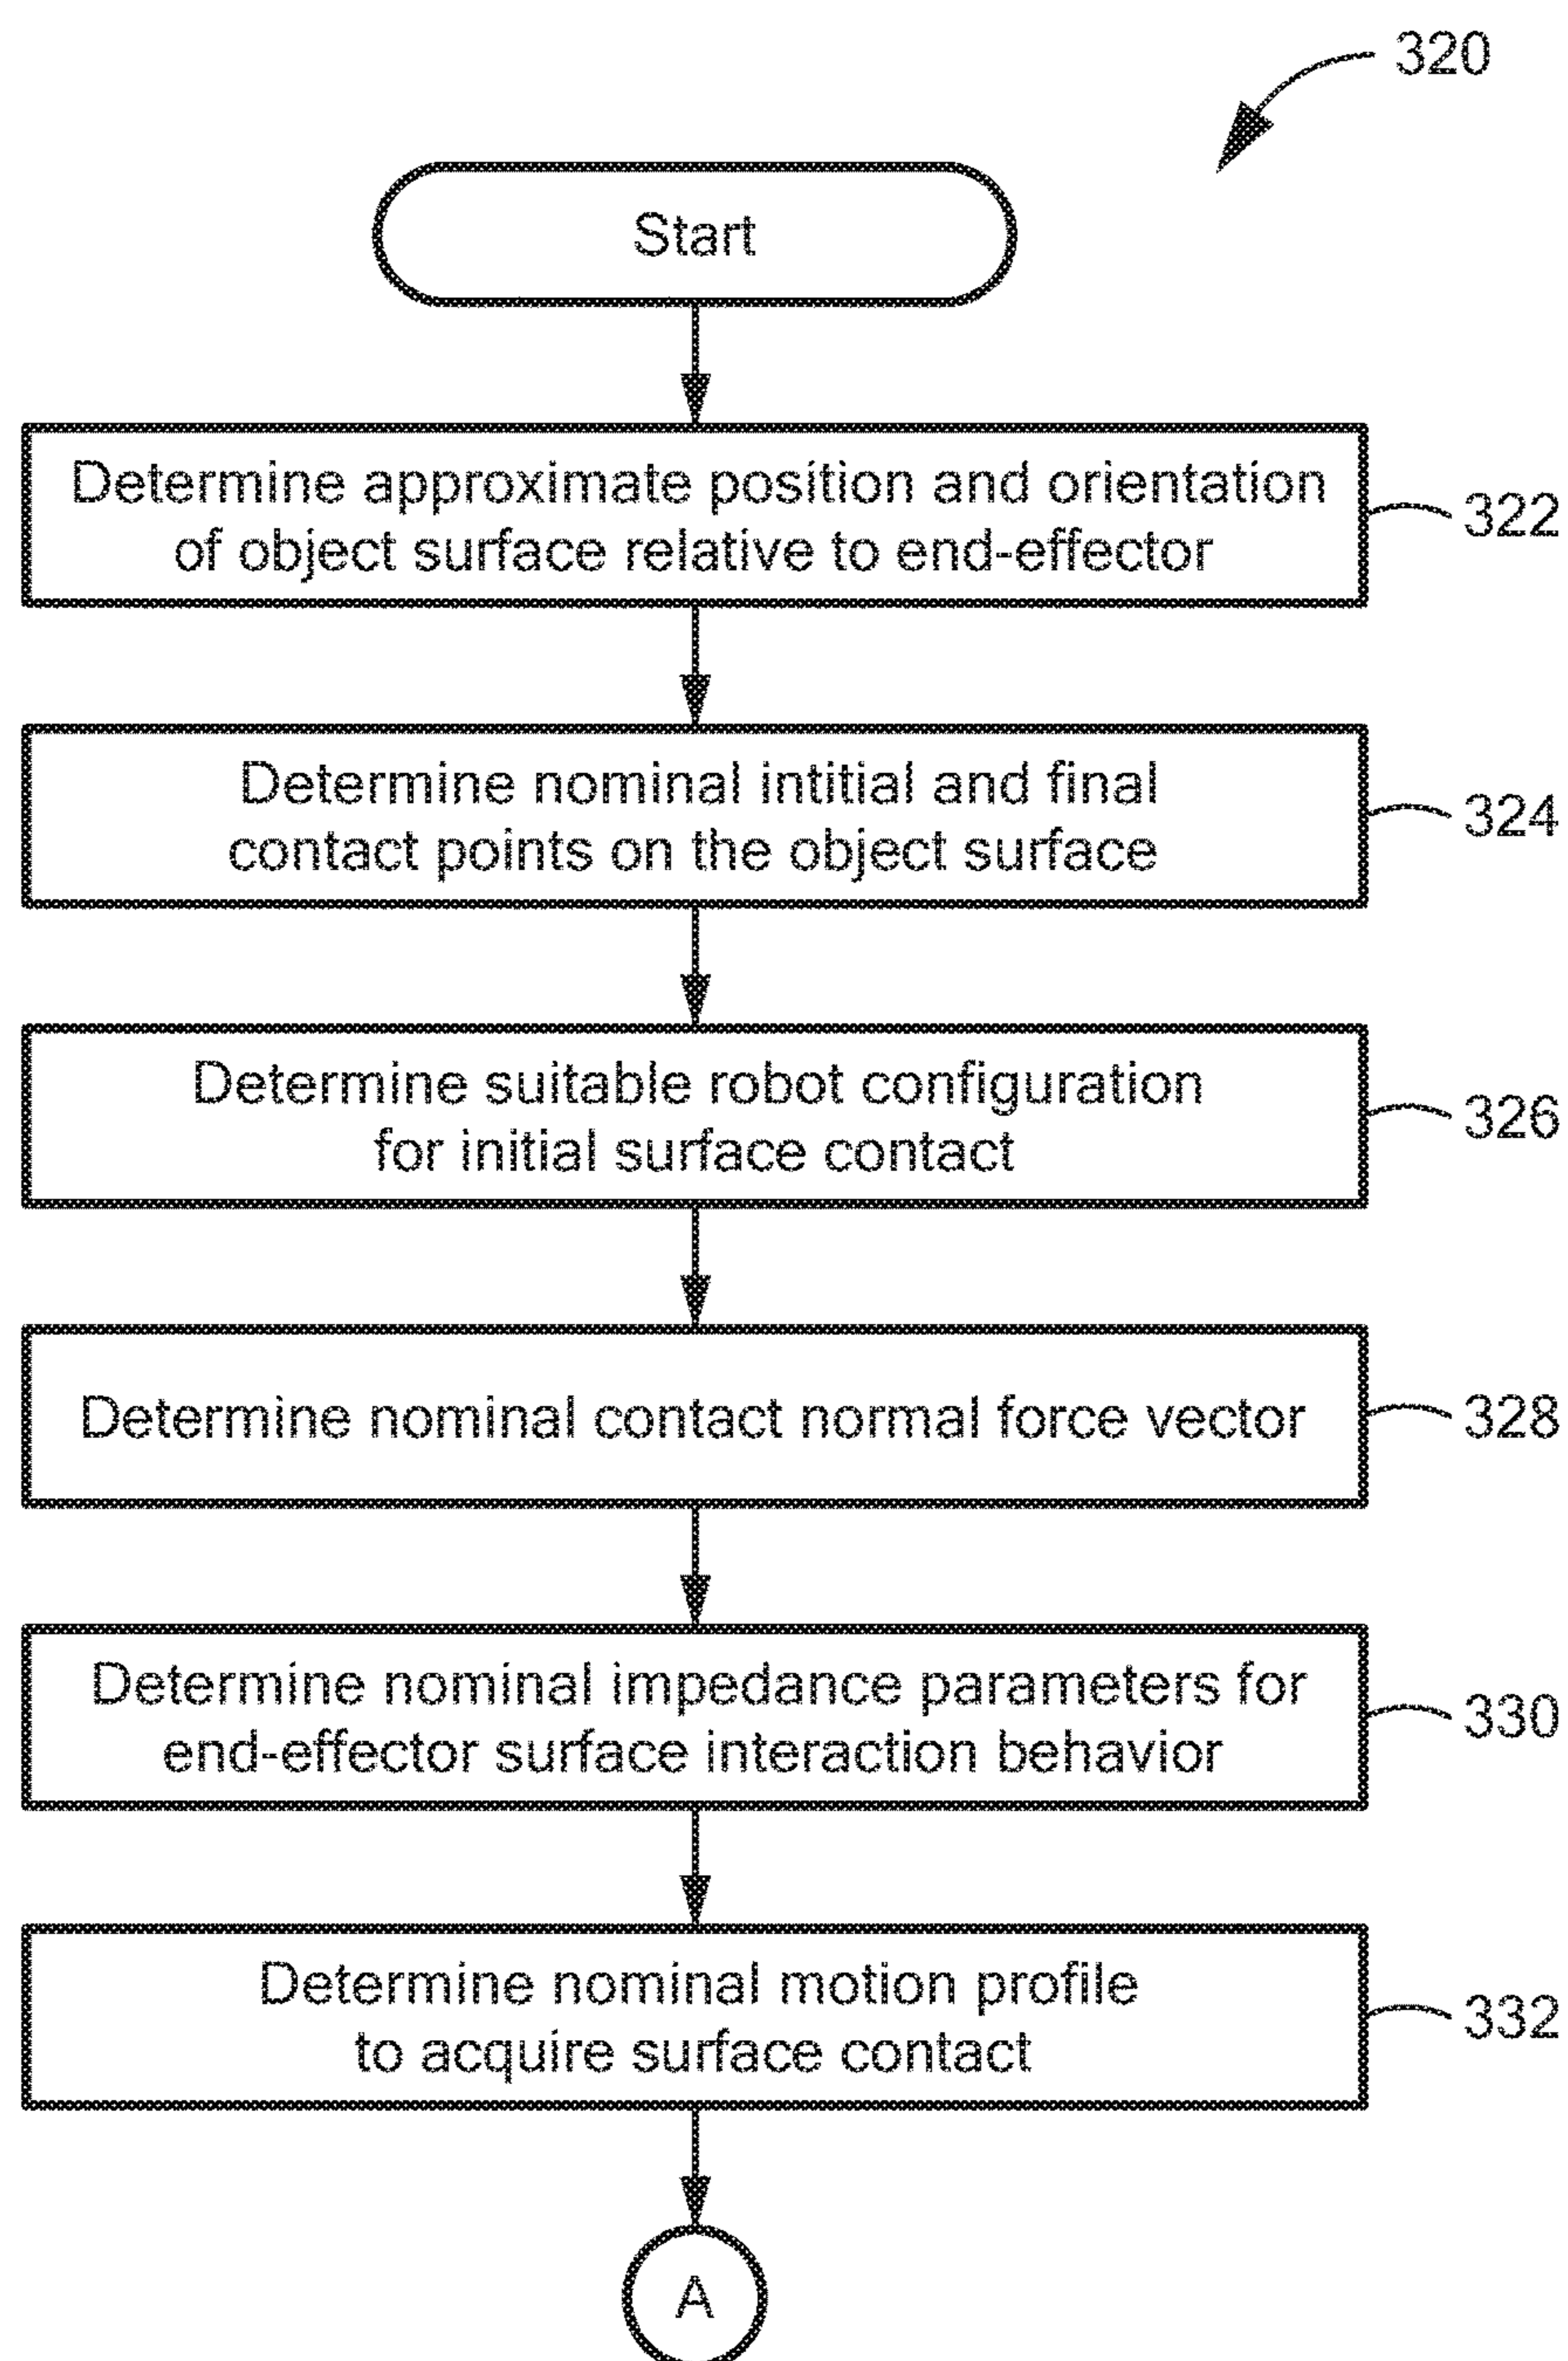 320
Start
Determine approximate position and orientation
of object surface relative to end-effector
322
Determine nominal intitial and final
contact points on the object surface
324
Determine suitable robot configuration
for initial surface contact
326
Determine nominal contact normal force vector
328
Determine nominal impedance parameters for
end-effector surface interaction behavior
330
Determine nominal motion profile
to acquire surface contact
332
A